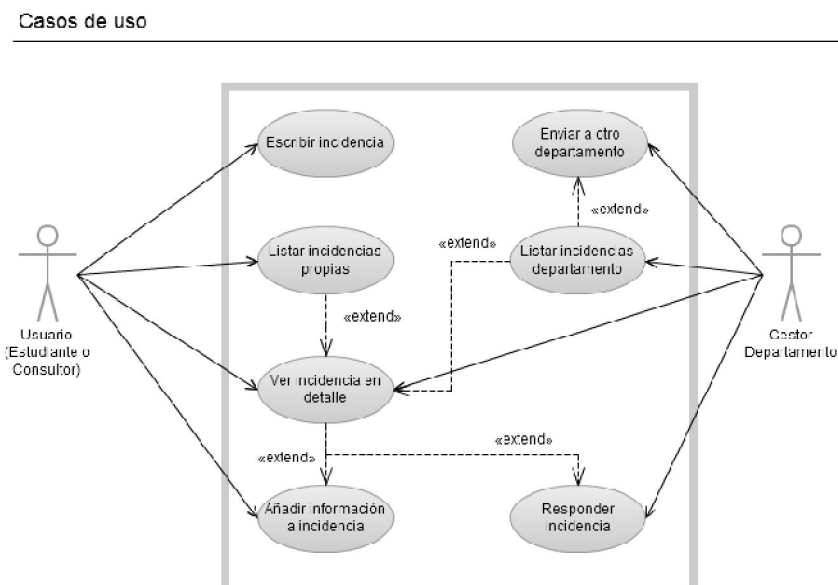 Casos de uso
Escribir incidencia
Enviar a otro
departamento
«extend»
Listar incidencias
propias
«extend»
Listar incidencias
departamento
«extend»
Usuario
(Estudiante o
Consultor)
Gestor
Departamento
Ver incidencia en
detalle
«extend»
«extend»
Añadir información
a incidencia
Responder
incidencia